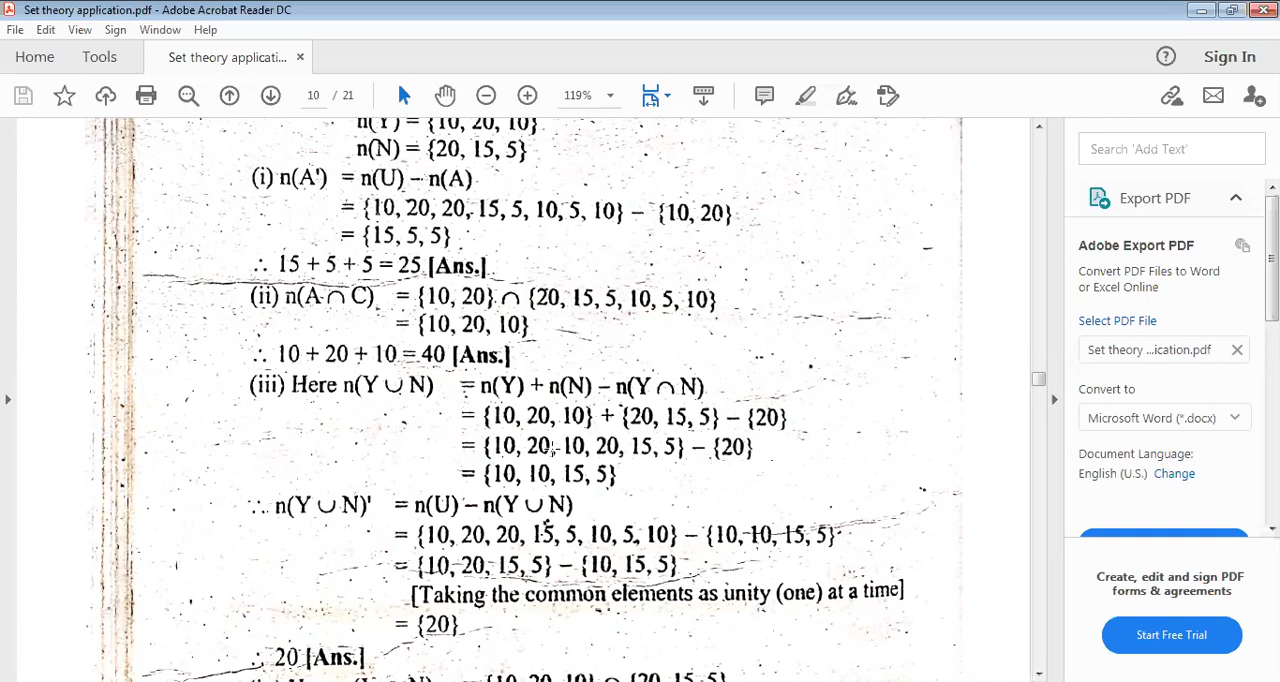 Set theory application.pdf - Adobe Acrobat Reader DC
File Edit View Sign Window Help
Home Tools Set theory applicati... × Sign In
10 / 21 119%
n(Y) = {10, 20, 10}
n(N) = {20, 15, 5}
(i) n(A') = n(U) – n(A)
= {10, 20, 20, 15, 5, 10, 5, 10} – {10, 20}
= {15, 5, 5}
∴ 15 + 5 + 5 = 25 [Ans.]
(ii) n(A ∩ C) = {10, 20} ∩ {20, 15, 5, 10, 5, 10}
= {10, 20, 10}
∴ 10 + 20 + 10 = 40 [Ans.]
(iii) Here n(Y ∪ N) = n(Y) + n(N) – n(Y ∩ N)
= {10, 20, 10} + {20, 15, 5} – {20}
= {10, 20, 10, 20, 15, 5} – {20}
= {10, 10, 15, 5}
∴ n(Y ∪ N)' = n(U) – n(Y ∪ N)
= {10, 20, 20, 15, 5, 10, 5, 10} – {10, 10, 15, 5}
= {10, 20, 15, 5} – {10, 15, 5}
[Taking the common elements as unity (one) at a time]
= {20}
∴ 20 [Ans.]
Search 'Add Text'
Export PDF
Adobe Export PDF
Convert PDF Files to Word
or Excel Online
Select PDF File
Set theory ...ication.pdf ×
Convert to
Microsoft Word (*.docx)
Document Language:
English (U.S.) Change
Create, edit and sign PDF
forms & agreements
Start Free Trial